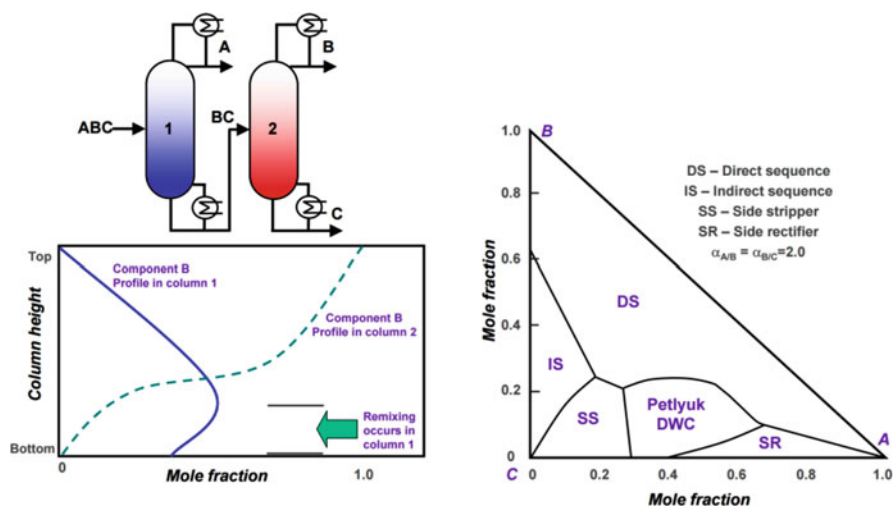 A
B
ABC
1
BC
2
C
Top
Component B
Profile in column 1
Component B
Profile in column 2
Column height
Remixing
occurs in
column 1
Bottom
0
1.0
Mole fraction
1.0
B
DS – Direct sequence
IS – Indirect sequence
SS – Side stripper
SR – Side rectifier
αA/B = αB/C=2.0
0.8
Mole fraction
0.6
DS
0.4
IS
0.2
SS
Petlyuk
DWC
SR
A
0
C
0
0.2
0.4
0.6
0.8
1.0
Mole fraction